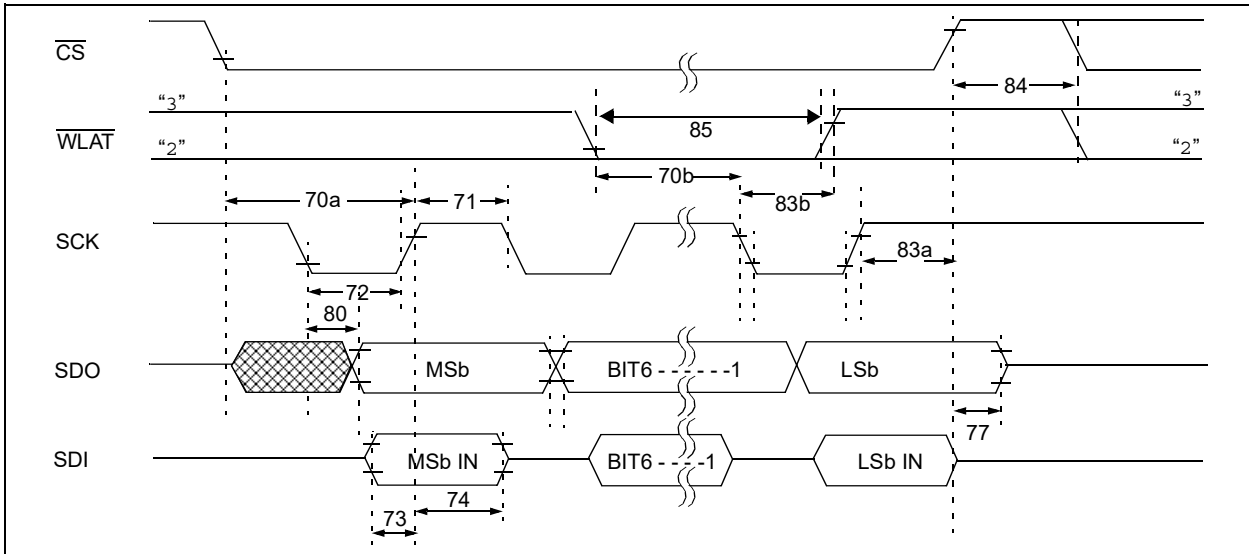 CS
84
“3”
“3”
85
WLAT
“2”
“2”
70b
70a
71
83b
SCK
83a
72
80
SDO
MSb
BIT6 - - - - - - -1
LSb
77
SDI
MSb IN
BIT6 - - - - -1
LSb IN
74
73